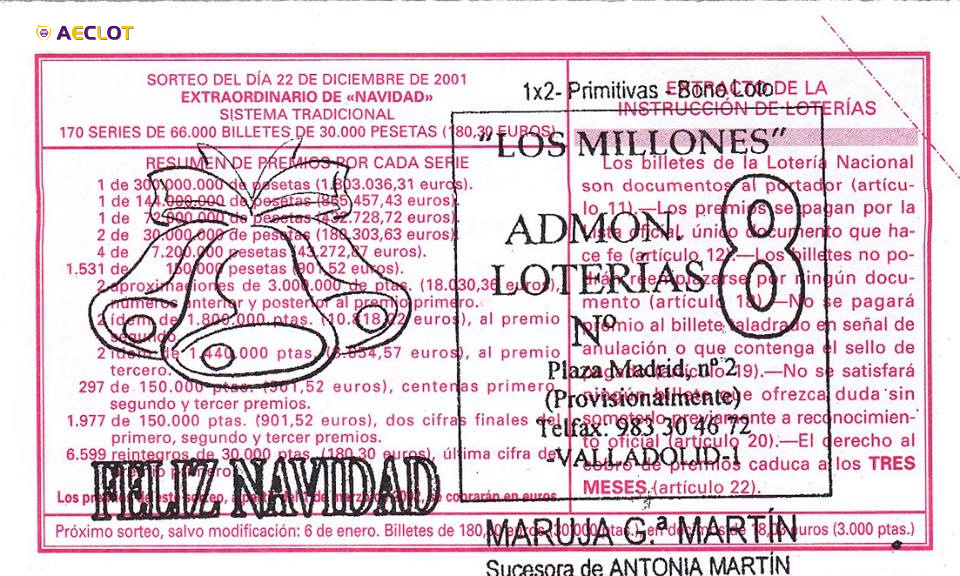 AECLOT
SORTEO DEL DÍA 22 DE DICIEMBRE DE 2001
EXTRAORDINARIO DE «NAVIDAD»
SISTEMA TRADICIONAL
170 SERIES DE 66.000 BILLETES DE 30.000 PESETAS (180,30 EUROS)
RESUMEN DE PREMIOS POR CADA SERIE
1 de 300.000.000 de pesetas (1.803.036,31 euros).
1 de 144.000.000 de pesetas (865.457,43 euros).
1 de 72.000.000 de pesetas (432.728,72 euros).
2 de 30.000.000 de pesetas (180.303,63 euros).
4 de 7.200.000 pesetas (43.272,87 euros).
1.531 de 150.000 pesetas (901,52 euros).
2 aproximaciones de 3.000.000 de ptas. (18.030,36 euros),
números anterior y posterior al premio primero.
2 ídem de 1.800.000 ptas. (10.818,22 euros), al premio
segundo.
2 ídem de 1.440.000 ptas. (8.654,57 euros), al premio
tercero.
297 de 150.000 ptas. (901,52 euros), centenas primero,
segundo y tercer premios.
1.977 de 150.000 ptas. (901,52 euros), dos cifras finales del
primero, segundo y tercer premios.
6.599 reintegros de 30.000 ptas. (180,30 euros), última cifra del
premio primero.
Los premios de este sorteo, a partir del 1 de marzo de 2002, se cobrarán en euros.
FELIZ NAVIDAD
EXTRACTO DE LA
INSTRUCCIÓN DE LOTERÍAS
Los billetes de la Lotería Nacional
son documentos al portador (artícu-
lo 11).—Los premios se pagan por la
lista oficial, único documento que ha-
ce fe (artículo 12).—Los billetes no po-
drán reemplazarse por ningún docu-
mento (artículo 13).—No se pagará
premio al billete taladrado en señal de
anulación o que contenga el sello de
pagado (artículo 19).—No se satisfará
ningún billete que ofrezca duda sin
someterlo previamente a reconocimien-
to oficial (artículo 20).—El derecho al
cobro de premios caduca a los TRES
MESES (artículo 22).
1x2- Primitivas - Bono Loto
"LOS MILLONES"
ADMON.
LOTERÍAS
Nº 8
Plaza Madrid, nº 2
(Provisionalmente)
Telfax. 983 30 46 72
-VALLADOLID-1
Próximo sorteo, salvo modificación: 6 de enero. Billetes de 180,30 euros (30.000 ptas.), en décimos de 18,03 euros (3.000 ptas.)
MARUJA G.ª MARTÍN
Sucesora de ANTONIA MARTÍN